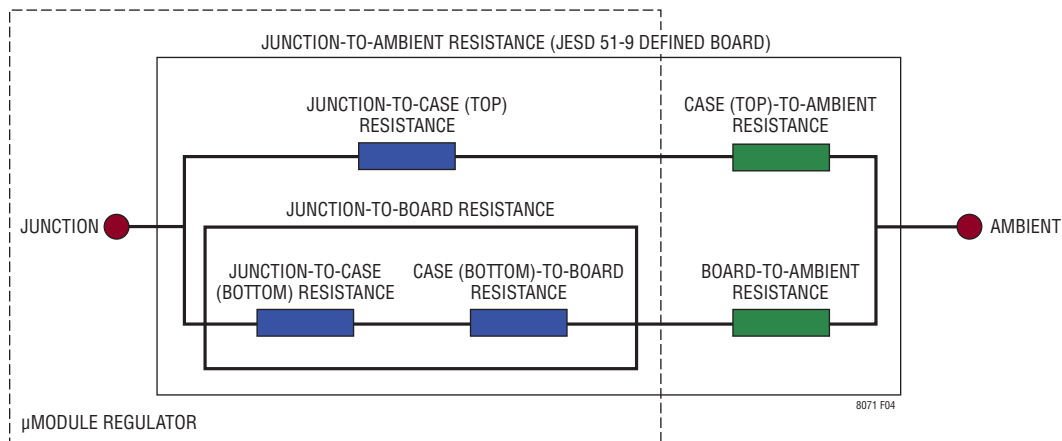 JUNCTION-TO-AMBIENT RESISTANCE (JESD 51-9 DEFINED BOARD)
JUNCTION-TO-CASE (TOP)
RESISTANCE
CASE (TOP)-TO-AMBIENT
RESISTANCE
JUNCTION
JUNCTION-TO-BOARD RESISTANCE
AMBIENT
JUNCTION-TO-CASE
(BOTTOM) RESISTANCE
CASE (BOTTOM)-TO-BOARD
RESISTANCE
BOARD-TO-AMBIENT
RESISTANCE
8071 F04
µMODULE REGULATOR